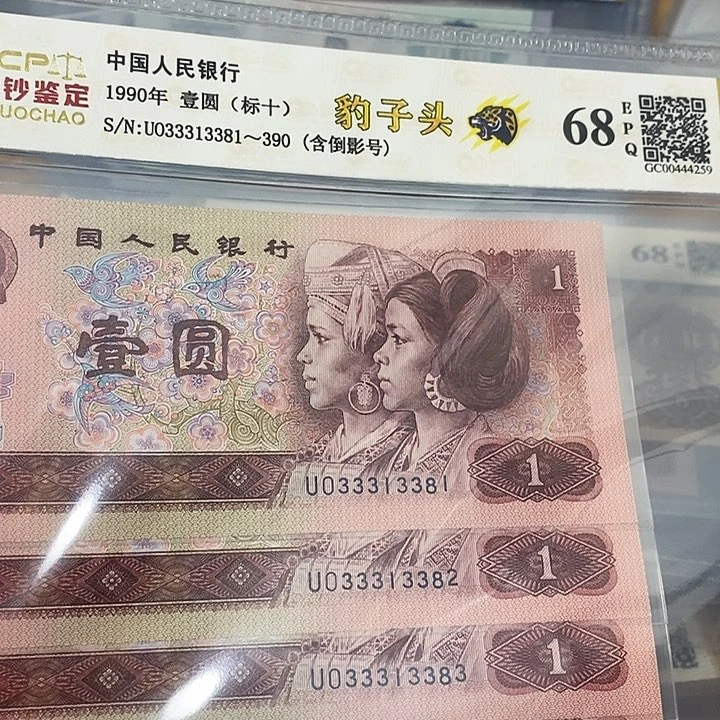 CP
钞鉴定
UOCHAO
中国人民银行
1990年 壹圆（标十）
S/N:U033313381～390 (含倒影号)
豹子头
68
EPQ
GC00444259
68
中国人民银行
1
壹圆
U033313381
1
U033313382
1
U033313383
1